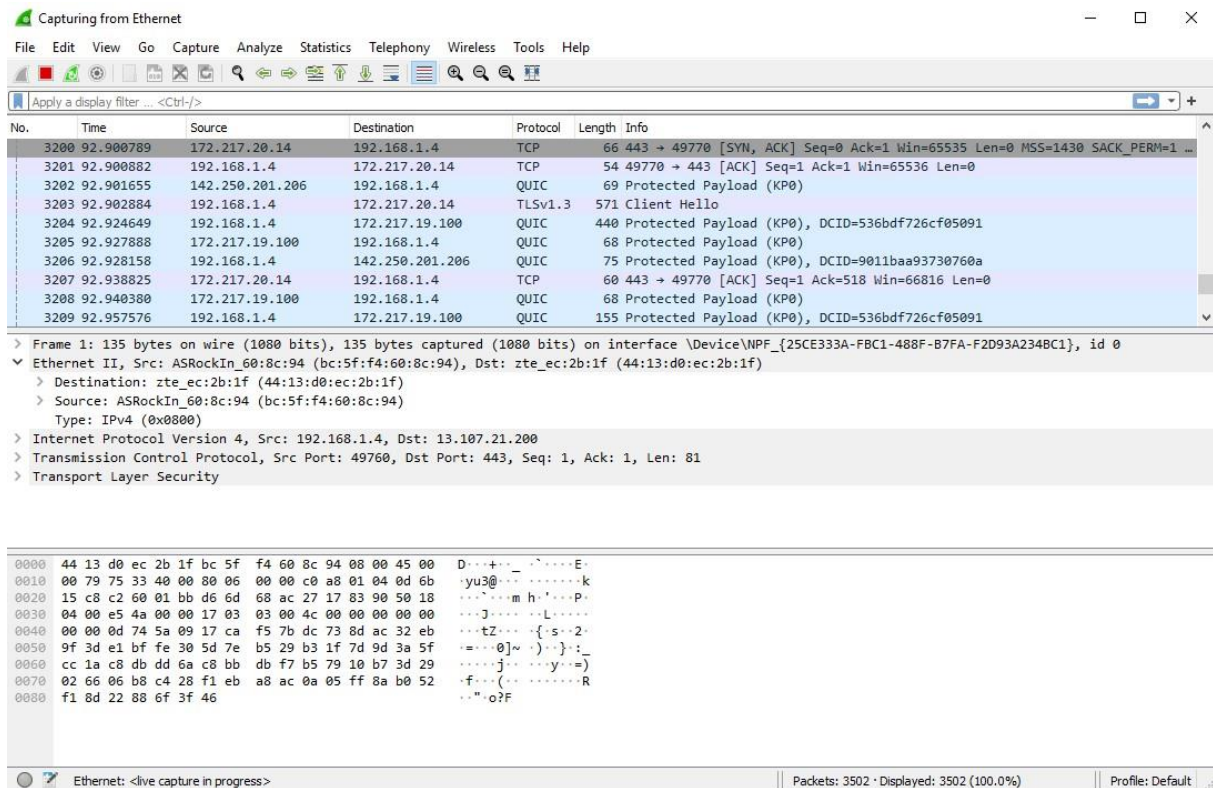 Capturing from Ethernet
File Edit View Go Capture Analyze Statistics Telephony Wireless Tools Help
Apply a display filter ... <Ctrl-/>
No. Time Source Destination Protocol Length Info
3200 92.900789 172.217.20.14 192.168.1.4 TCP 66 443 → 49770 [SYN, ACK] Seq=0 Ack=1 Win=65535 Len=0 MSS=1430 SACK_PERM=1 …
3201 92.900882 192.168.1.4 172.217.20.14 TCP 54 49770 → 443 [ACK] Seq=1 Ack=1 Win=65536 Len=0
3202 92.901655 142.250.201.206 192.168.1.4 QUIC 69 Protected Payload (KP0)
3203 92.902884 192.168.1.4 172.217.20.14 TLSv1.3 571 Client Hello
3204 92.924649 192.168.1.4 172.217.19.100 QUIC 440 Protected Payload (KP0), DCID=536bdf726cf05091
3205 92.927888 172.217.19.100 192.168.1.4 QUIC 68 Protected Payload (KP0)
3206 92.928158 192.168.1.4 142.250.201.206 QUIC 75 Protected Payload (KP0), DCID=9011baa93730760a
3207 92.938825 172.217.20.14 192.168.1.4 TCP 60 443 → 49770 [ACK] Seq=1 Ack=518 Win=66816 Len=0
3208 92.940380 172.217.19.100 192.168.1.4 QUIC 68 Protected Payload (KP0)
3209 92.957576 192.168.1.4 172.217.19.100 QUIC 155 Protected Payload (KP0), DCID=536bdf726cf05091
> Frame 1: 135 bytes on wire (1080 bits), 135 bytes captured (1080 bits) on interface \Device\NPF_{25CE333A-FBC1-488F-B7FA-F2D93A234BC1}, id 0
Ethernet II, Src: ASRockIn_60:8c:94 (bc:5f:f4:60:8c:94), Dst: zte_ec:2b:1f (44:13:d0:ec:2b:1f)
> Destination: zte_ec:2b:1f (44:13:d0:ec:2b:1f)
> Source: ASRockIn_60:8c:94 (bc:5f:f4:60:8c:94)
Type: IPv4 (0x0800)
> Internet Protocol Version 4, Src: 192.168.1.4, Dst: 13.107.21.200
> Transmission Control Protocol, Src Port: 49760, Dst Port: 443, Seq: 1, Ack: 1, Len: 81
> Transport Layer Security
0000 44 13 d0 ec 2b 1f bc 5f f4 60 8c 94 08 00 45 00 D···+··_ ·`····E·
0010 00 79 75 33 40 00 80 06 00 00 c0 a8 01 04 0d 6b ·yu3@··· ·······k
0020 15 c8 c2 60 01 bb d6 6d 68 ac 27 17 83 90 50 18 ···`···m h·'···P·
0030 04 00 e5 4a 00 00 17 03 03 00 4c 00 00 00 00 00 ···J···· ··L·····
0040 00 00 0d 74 5a 09 17 ca f5 7b dc 73 8d ac 32 eb ···tZ··· ·{·s··2·
0050 9f 3d e1 bf fe 30 5d 7e b5 29 b3 1f 7d 9d 3a 5f ·=···0]~ ·)··}·:_
0060 cc 1a c8 db dd 6a c8 bb db f7 b5 79 10 b7 3d 29 ·····j·· ···y··=)
0070 02 66 06 b8 c4 28 f1 eb a8 ac 0a 05 ff 8a b0 52 ·f···(·· ·······R
0080 f1 8d 22 88 6f 3f 46 ··"·o?F
Ethernet: <live capture in progress> Packets: 3502 · Displayed: 3502 (100.0%) Profile: Default